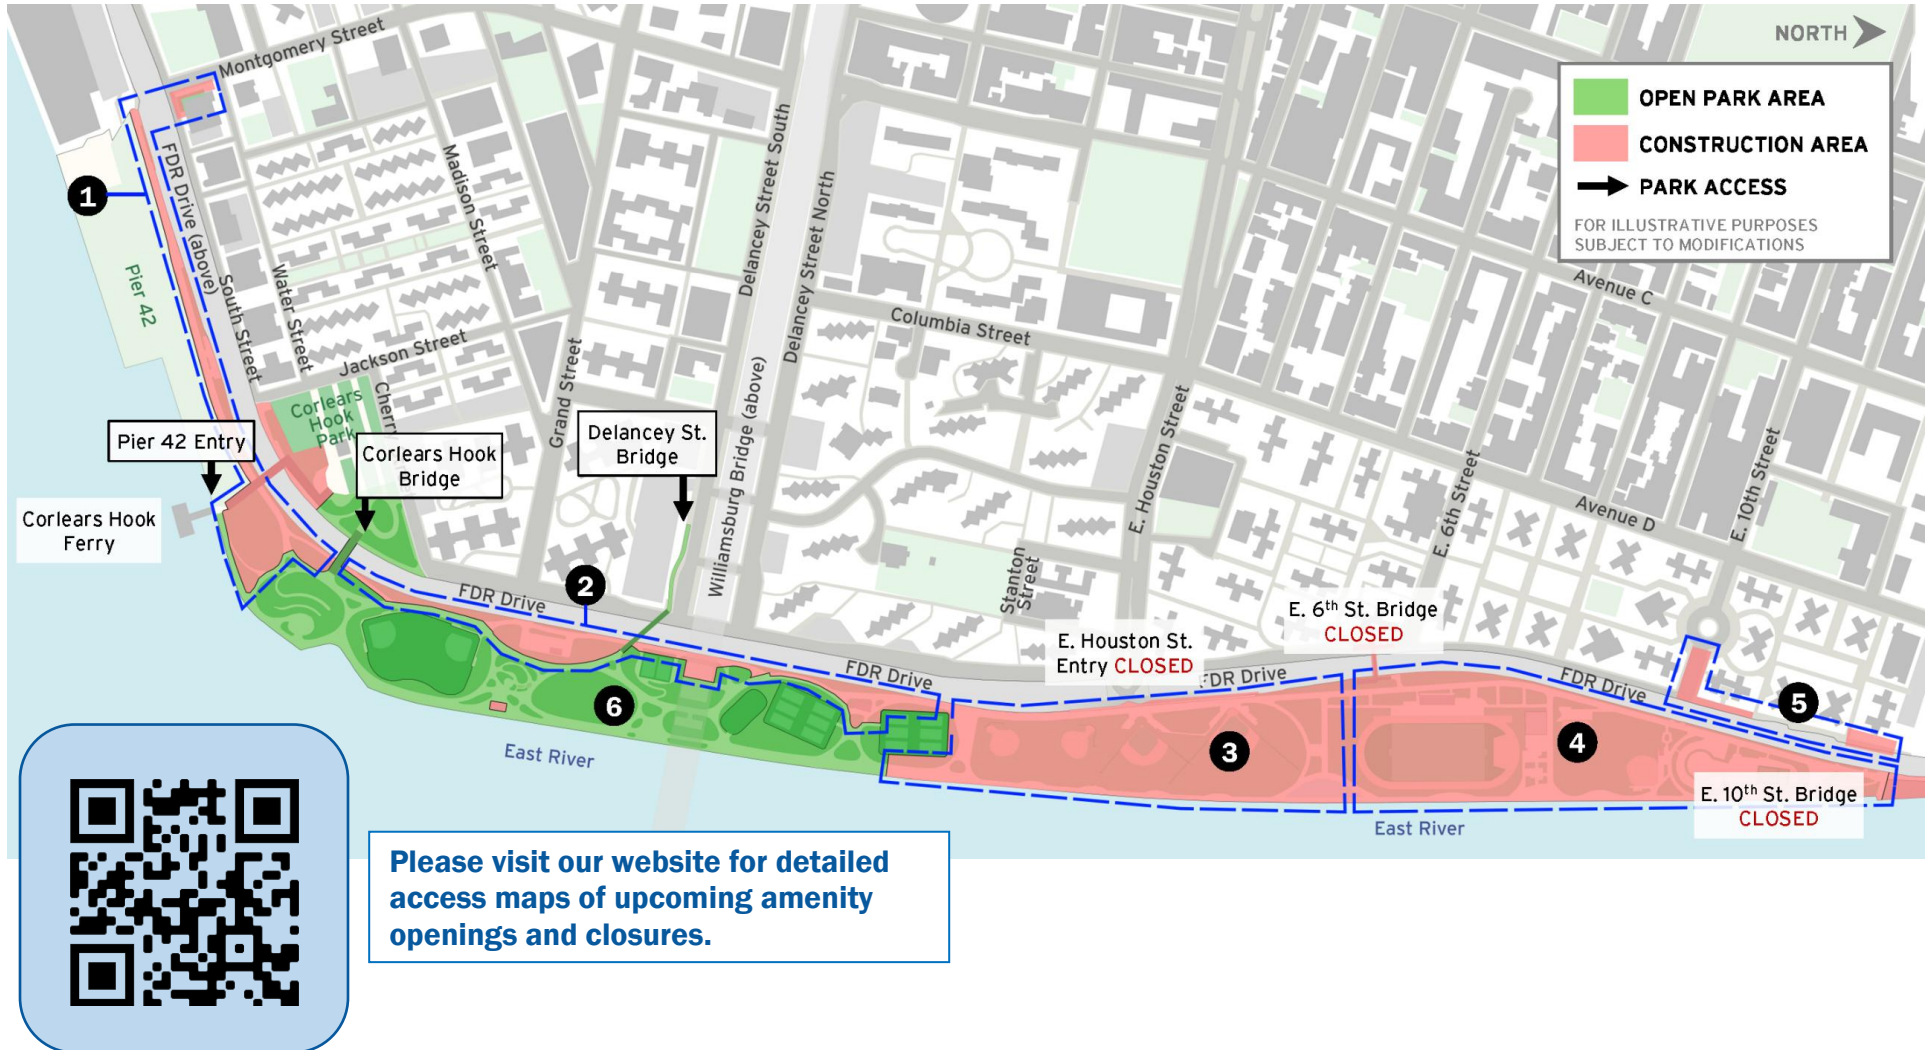 Montgomery Street
NORTH
OPEN PARK AREA
CONSTRUCTION AREA
PARK ACCESS
FOR ILLUSTRATIVE PURPOSES
SUBJECT TO MODIFICATIONS
1
FDR Drive (above)
Pier 42
South Street
Water Street
Madison Street
Jackson Street
Cherry
Corlears
Hook
Park
Grand Street
Delancey Street South
Delancey Street North
Williamsburg Bridge (above)
Columbia Street
Avenue C
Avenue D
E. Houston Street
E. 6th Street
E. 10th Street
Stanton
Street
Pier 42 Entry
Corlears Hook
Bridge
Delancey St.
Bridge
Corlears Hook
Ferry
FDR Drive
2
FDR Drive
E. Houston St.
Entry CLOSED
FDR Drive
E. 6th St. Bridge
CLOSED
FDR Drive
5
6
3
4
East River
E. 10th St. Bridge
CLOSED
East River
Please visit our website for detailed
access maps of upcoming amenity
openings and closures.